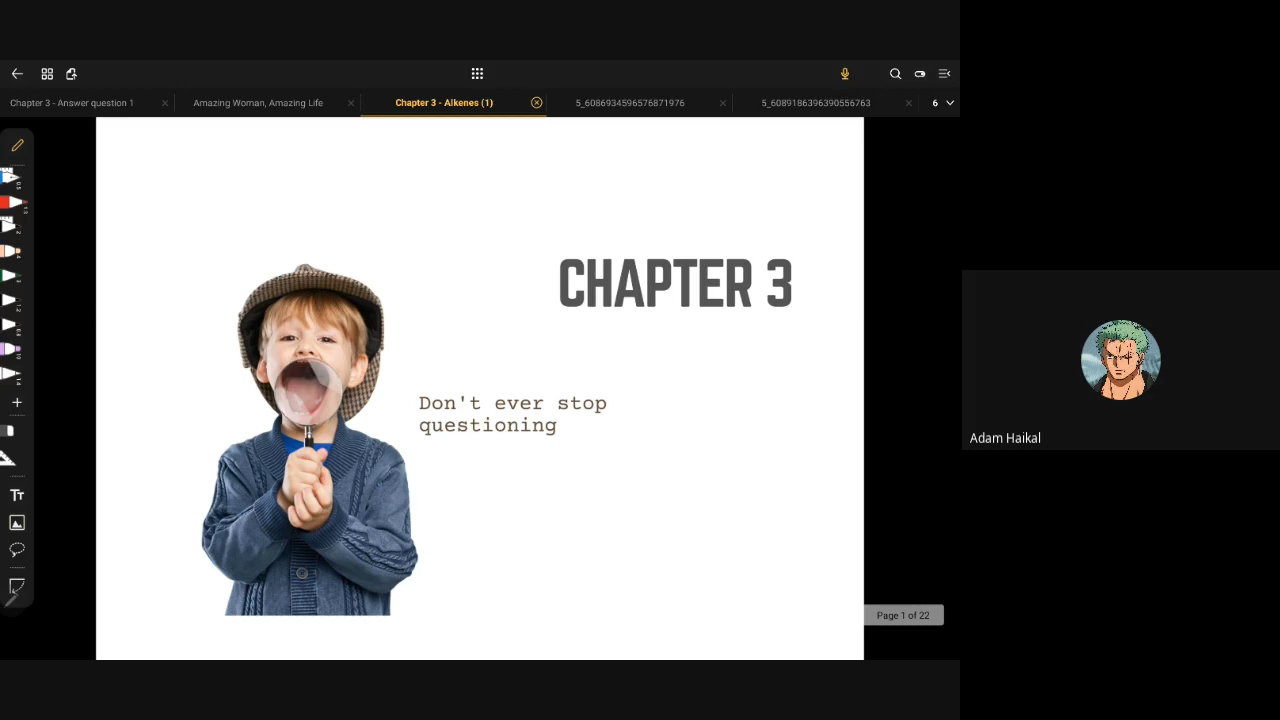 Chapter 3 - Answer question 1
Amazing Woman, Amazing Life
Chapter 3 - Alkenes (1)
5_6086934596576871976
5_6089186396390556763
6
CHAPTER 3
Don't ever stop
questioning
Adam Haikal
Tт
Page 1 of 22